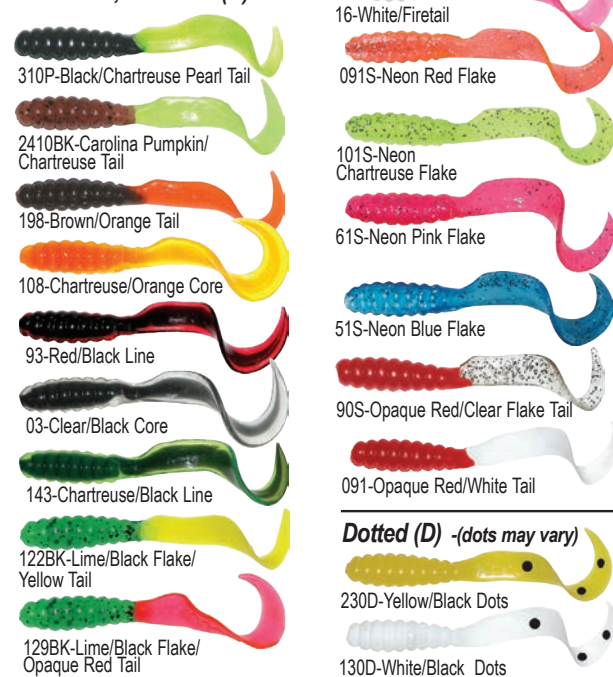 310P-Black/Chartreuse Pearl Tail
2410BK-Carolina Pumpkin/
Chartreuse Tail
198-Brown/Orange Tail
108-Chartreuse/Orange Core
93-Red/Black Line
03-Clear/Black Core
143-Chartreuse/Black Line
122BK-Lime/Black Flake/
Yellow Tail
129BK-Lime/Black Flake/
Opaque Red Tail
16-White/Firetail
091S-Neon Red Flake
101S-Neon
Chartreuse Flake
61S-Neon Pink Flake
51S-Neon Blue Flake
90S-Opaque Red/Clear Flake Tail
091-Opaque Red/White Tail
Dotted (D) -(dots may vary)
230D-Yellow/Black Dots
130D-White/Black Dots